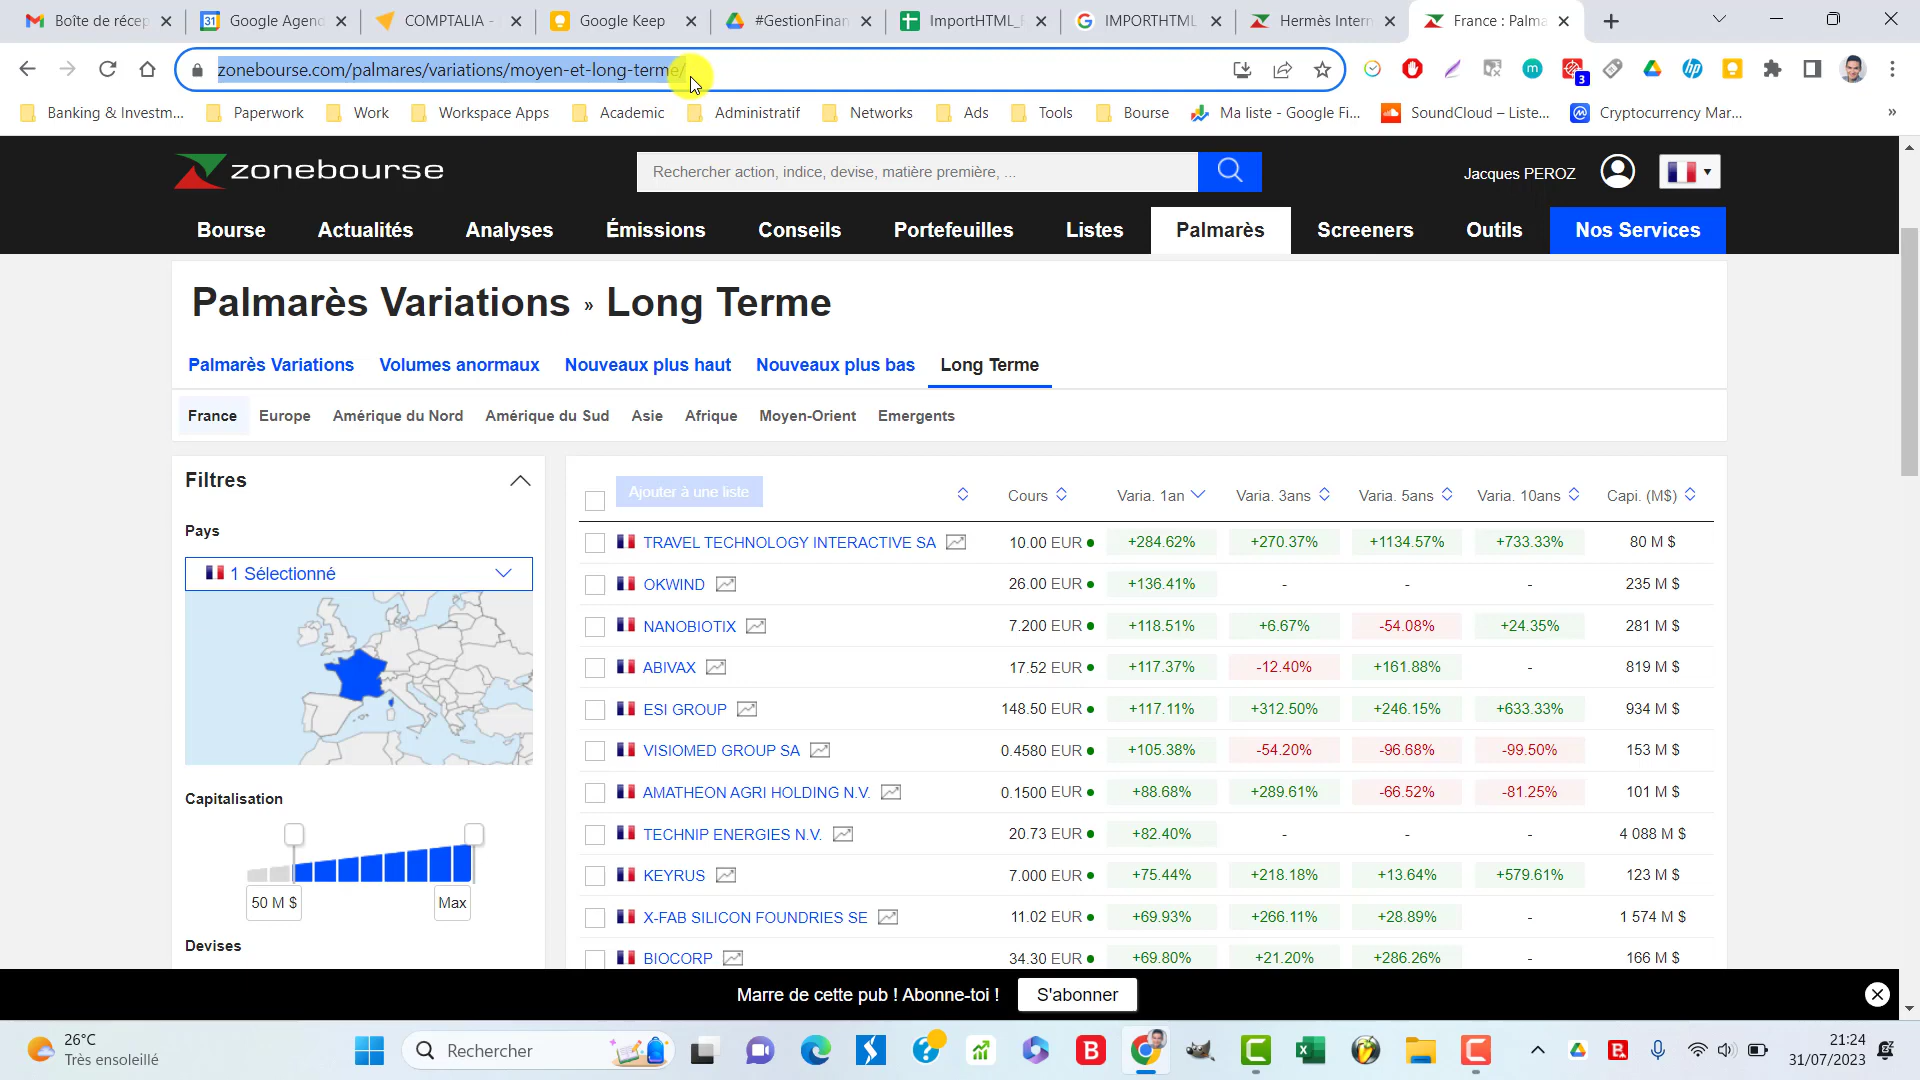 Boîte de récep
Google Agend
COMPTALIA -
Google Keep
#GestionFinan
ImportHTML_
IMPORTHTML
Hermès Intern
France : Palma
zonebourse.com/palmares/variations/moyen-et-long-terme/
3
Banking & Investm...
Paperwork
Work
Workspace Apps
Academic
Administratif
Networks
Ads
Tools
Bourse
Ma liste - Google Fi...
SoundCloud – Liste...
Cryptocurrency Mar...
»
zonebourse
Rechercher action, indice, devise, matière première, ...
Jacques PEROZ
Bourse
Actualités
Analyses
Émissions
Conseils
Portefeuilles
Listes
Palmarès
Screeners
Outils
Nos Services
Palmarès Variations » Long Terme
Palmarès Variations
Volumes anormaux
Nouveaux plus haut
Nouveaux plus bas
Long Terme
France
Europe
Amérique du Nord
Amérique du Sud
Asie
Afrique
Moyen-Orient
Emergents
Filtres
Pays
1 Sélectionné
Capitalisation
50 M $
Max
Devises
Ajouter à une liste
Cours
Varia. 1an
Varia. 3ans
Varia. 5ans
Varia. 10ans
Capi. (M$)
TRAVEL TECHNOLOGY INTERACTIVE SA 10.00 EUR +284.62% +270.37% +1134.57% +733.33% 80 M $
OKWIND 26.00 EUR +136.41% - - - 235 M $
NANOBIOTIX 7.200 EUR +118.51% +6.67% -54.08% +24.35% 281 M $
ABIVAX 17.52 EUR +117.37% -12.40% +161.88% - 819 M $
ESI GROUP 148.50 EUR +117.11% +312.50% +246.15% +633.33% 934 M $
VISIOMED GROUP SA 0.4580 EUR +105.38% -54.20% -96.68% -99.50% 153 M $
AMATHEON AGRI HOLDING N.V. 0.1500 EUR +88.68% +289.61% -66.52% -81.25% 101 M $
TECHNIP ENERGIES N.V. 20.73 EUR +82.40% - - - 4 088 M $
KEYRUS 7.000 EUR +75.44% +218.18% +13.64% +579.61% 123 M $
X-FAB SILICON FOUNDRIES SE 11.02 EUR +69.93% +266.11% +28.89% - 1 574 M $
BIOCORP 34.30 EUR +69.80% +21.20% +286.26% - 166 M $
Marre de cette pub ! Abonne-toi !
S'abonner
26°C
Très ensoleillé
Rechercher
21:24
31/07/2023